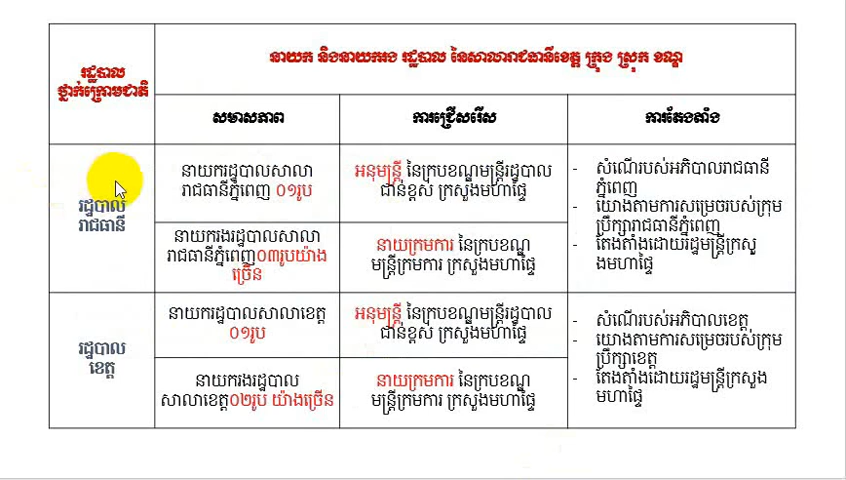 រដ្ឋបាល
ថ្នាក់ក្រោមជាតិ
នាយក និងនាយករង រដ្ឋបាល នៃសាលារាជធានីខេត្ត ក្រុង ស្រុក ខណ្ឌ
សមាសភាព
ការជ្រើសរើស
ការតែងតាំង
រដ្ឋបាល
រាជធានី
នាយករដ្ឋបាលសាលា
រាជធានីភ្នំពេញ ០១រូប
អនុមន្ត្រី នៃក្របខណ្ឌមន្ត្រីរដ្ឋបាល
ជាន់ខ្ពស់ ក្រសួងមហាផ្ទៃ
- សំណើរបស់អភិបាលរាជធានី
ភ្នំពេញ
- យោងតាមការសម្រេចរបស់ក្រុម
ប្រឹក្សារាជធានីភ្នំពេញ
- តែងតាំងដោយរដ្ឋមន្ត្រីក្រសួ
ងមហាផ្ទៃ
នាយករងរដ្ឋបាលសាលា
រាជធានីភ្នំពេញ០៣រូបយ៉ាង
ច្រើន
នាយក្រមការ នៃក្របខណ្ឌ
មន្ត្រីក្រមការ ក្រសួងមហាផ្ទៃ
រដ្ឋបាល
ខេត្ត
នាយករដ្ឋបាលសាលាខេត្ត
០១រូប
អនុមន្ត្រី នៃក្របខណ្ឌមន្ត្រីរដ្ឋបាល
ជាន់ខ្ពស់ ក្រសួងមហាផ្ទៃ
- សំណើរបស់អភិបាលខេត្ត
- យោងតាមការសម្រេចរបស់ក្រុម
ប្រឹក្សាខេត្ត
- តែងតាំងដោយរដ្ឋមន្ត្រីក្រសួង
មហាផ្ទៃ
នាយករងរដ្ឋបាល
សាលាខេត្ត០២រូប យ៉ាងច្រើន
នាយក្រមការ នៃក្របខណ្ឌ
មន្ត្រីក្រមការ ក្រសួងមហាផ្ទៃ